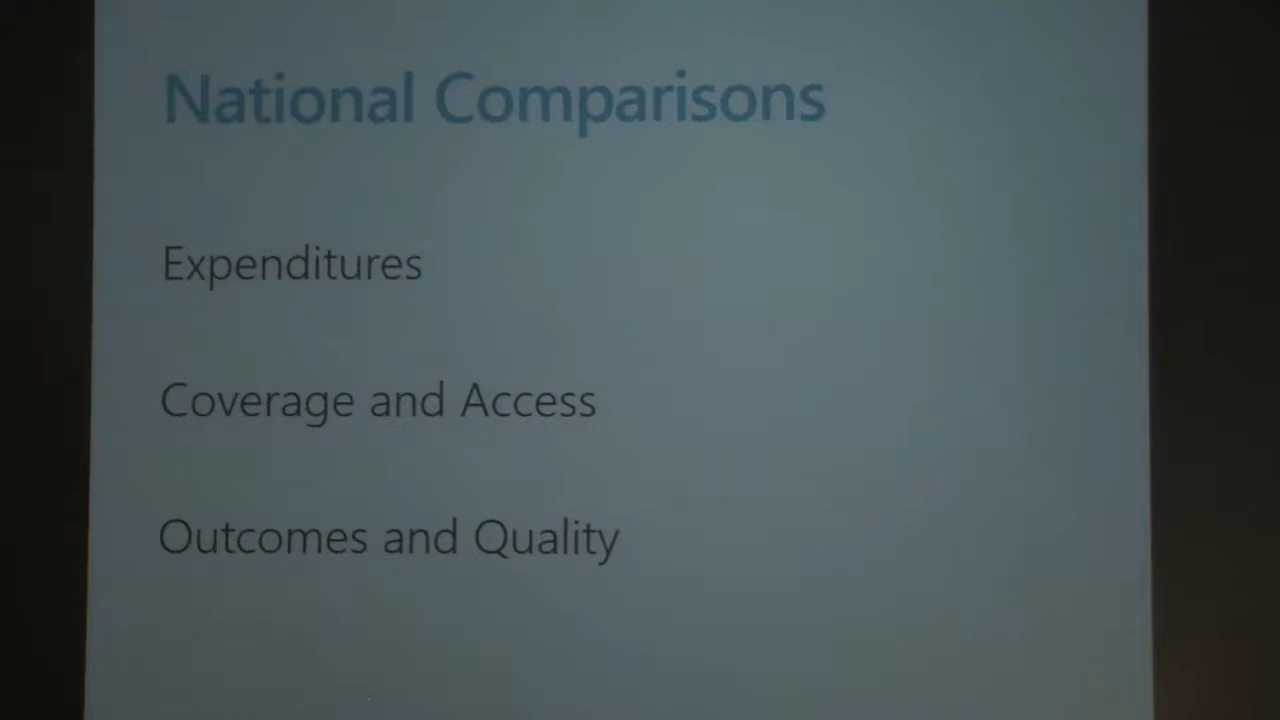 National Comparisons
Expenditures
Coverage and Access
Outcomes and Quality